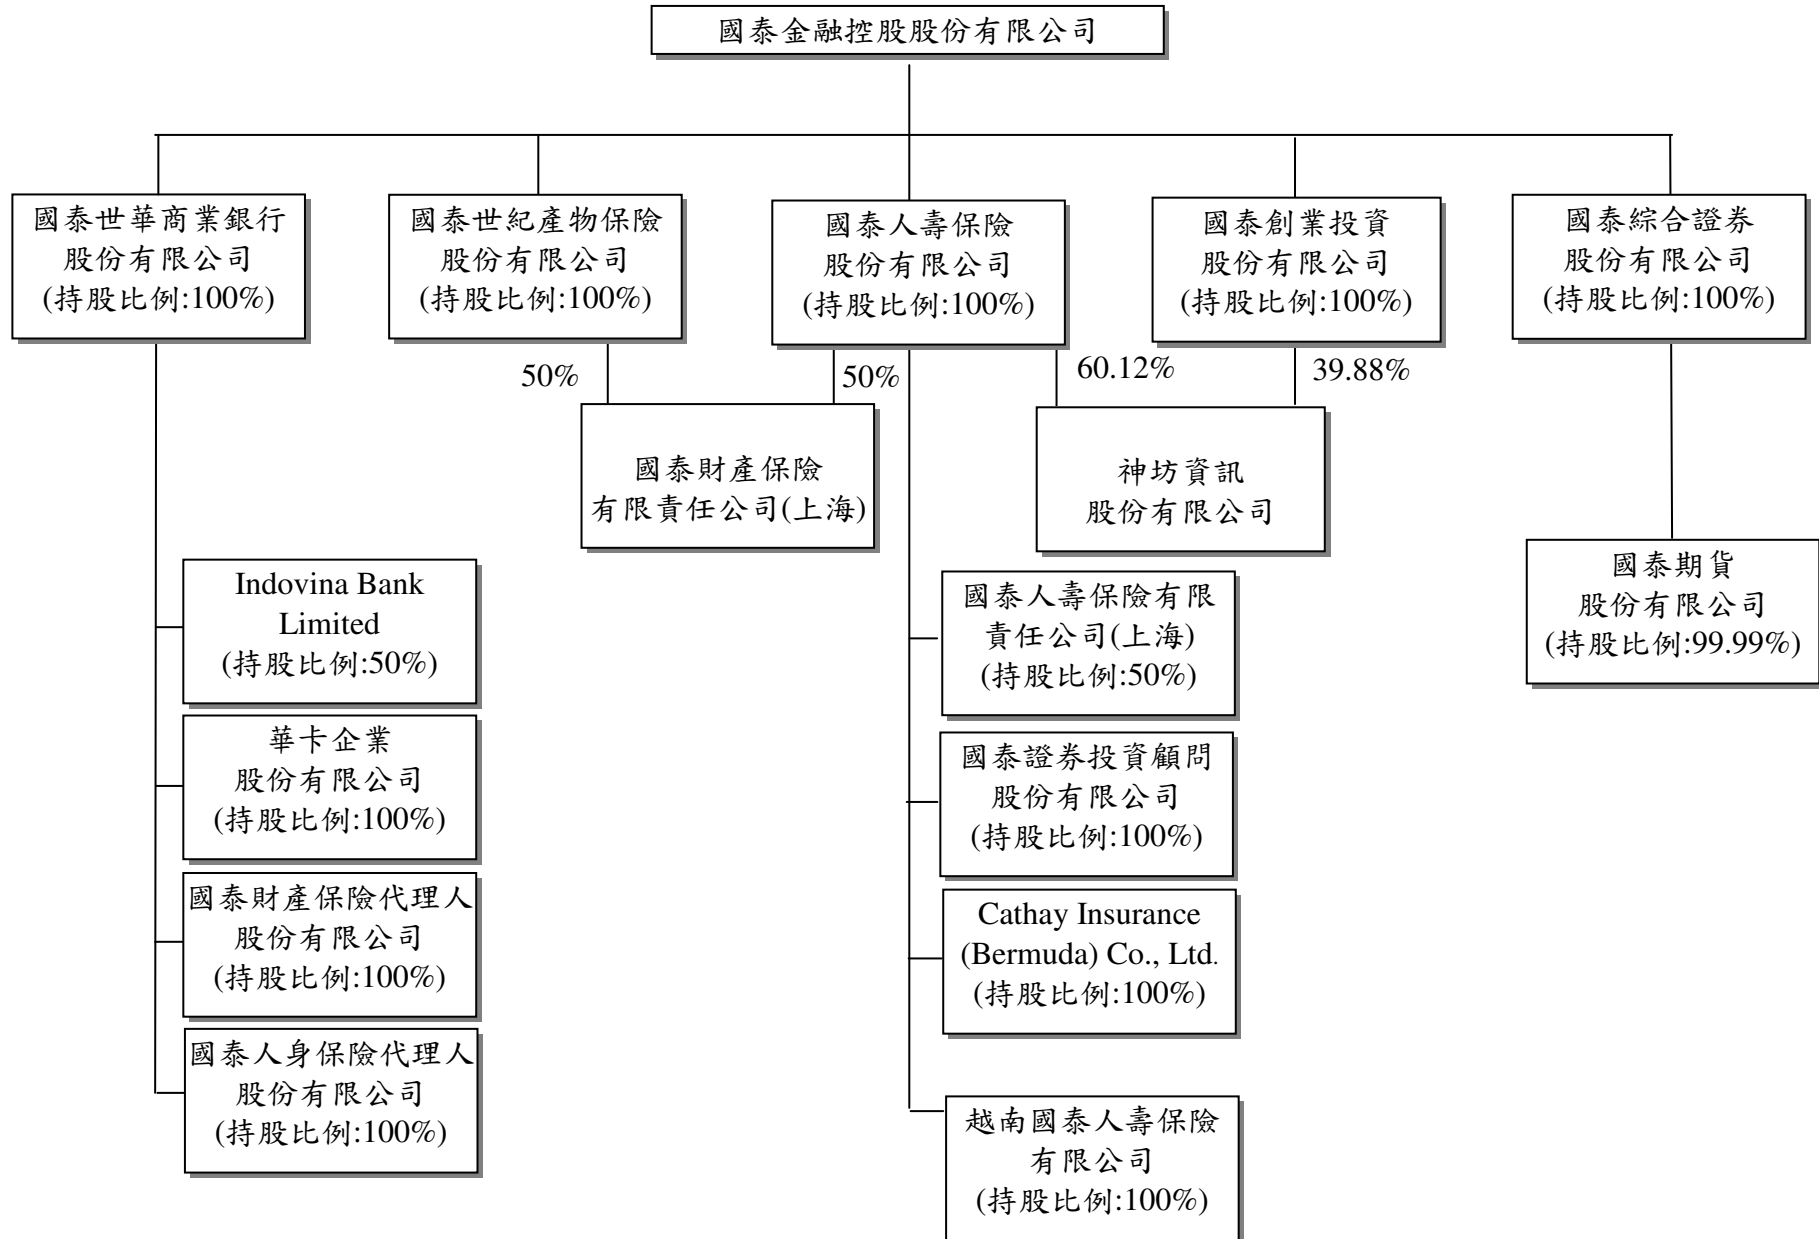 國泰金融控股股份有限公司
國泰世華商業銀行
股份有限公司
(持股比例:100%)
國泰世紀產物保險
股份有限公司
(持股比例:100%)
國泰人壽保險
股份有限公司
(持股比例:100%)
國泰創業投資
股份有限公司
(持股比例:100%)
國泰綜合證券
股份有限公司
(持股比例:100%)
50%
50%
60.12%
39.88%
國泰財產保險
有限責任公司(上海)
神坊資訊
股份有限公司
Indovina Bank
Limited
(持股比例:50%)
華卡企業
股份有限公司
(持股比例:100%)
國泰財產保險代理人
股份有限公司
(持股比例:100%)
國泰人身保險代理人
股份有限公司
(持股比例:100%)
國泰人壽保險有限
責任公司(上海)
(持股比例:50%)
國泰證券投資顧問
股份有限公司
(持股比例:100%)
Cathay Insurance
(Bermuda) Co., Ltd.
(持股比例:100%)
越南國泰人壽保險
有限公司
(持股比例:100%)
國泰期貨
股份有限公司
(持股比例:99.99%)